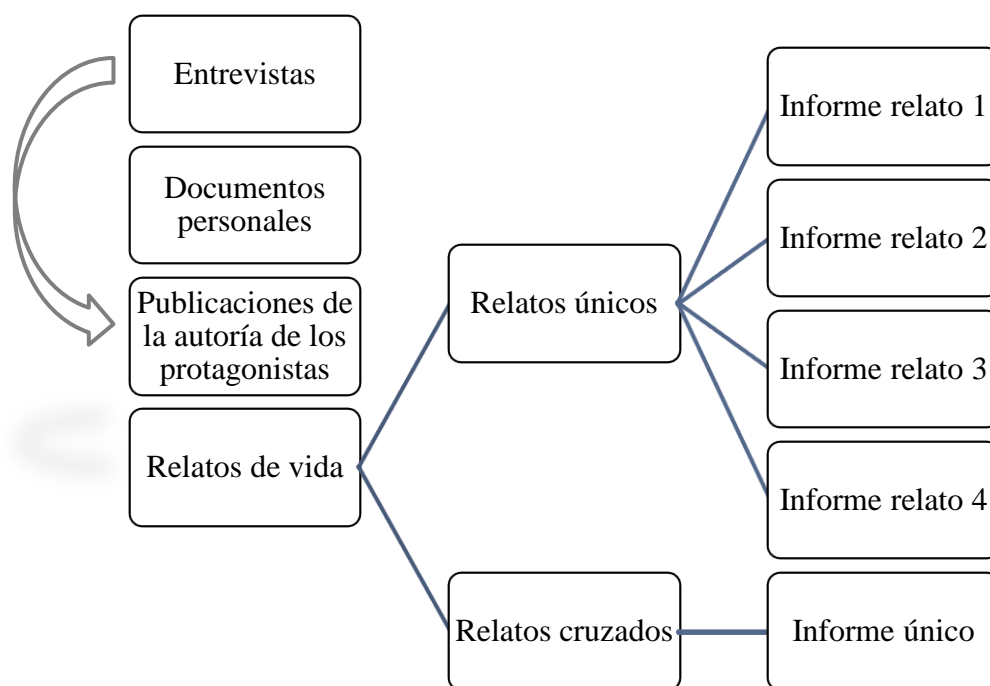 Entrevistas
Documentos
personales
Publicaciones de
la autoría de los
protagonistas
Relatos de vida
Relatos únicos
Relatos cruzados
Informe relato 1
Informe relato 2
Informe relato 3
Informe relato 4
Informe único